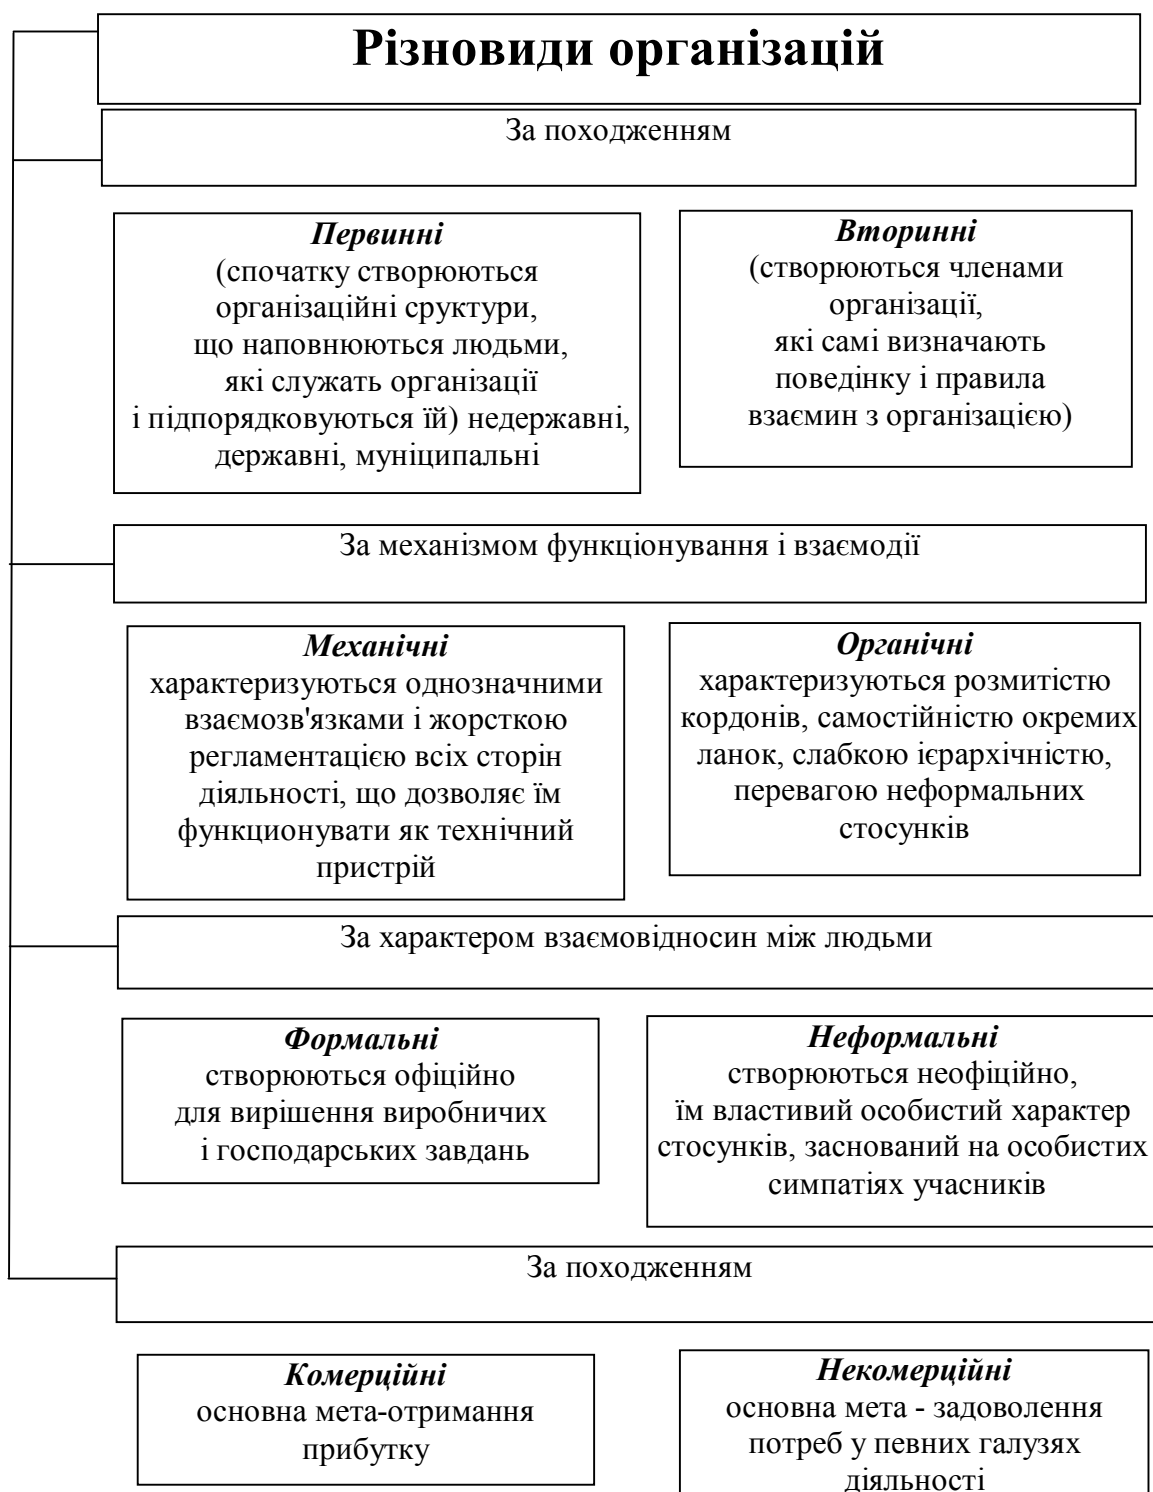 Різновиди організацій
За походженням
Первинні
(спочатку створюються
організаційні сруктури,
що наповнюються людьми,
які служать організації
і підпорядковуються їй) недержавні,
державні, муніципальні
Вторинні
(створюються членами
організації,
які самі визначають
поведінку і правила
взаємин з організацією)
За механізмом функціонування і взаємодії
Механічні
характеризуються однозначними
взаємозв'язками і жорсткою
регламентацією всіх сторін
діяльності, що дозволяє їм
функционувати як технічний
пристрій
Органічні
характеризуються розмитістю
кордонів, самостійністю окремих
ланок, слабкою ієрархічністю,
перевагою неформальних
стосунків
За характером взаємовідносин між людьми
Формальні
створюються офіційно
для вирішення виробничих
і господарських завдань
Неформальні
створюються неофіційно,
їм властивий особистий характер
стосунків, заснований на особистих
симпатіях учасників
За походженням
Комерційні
основна мета-отримання
прибутку
Некомерційні
основна мета - задоволення
потреб у певних галузях
діяльності